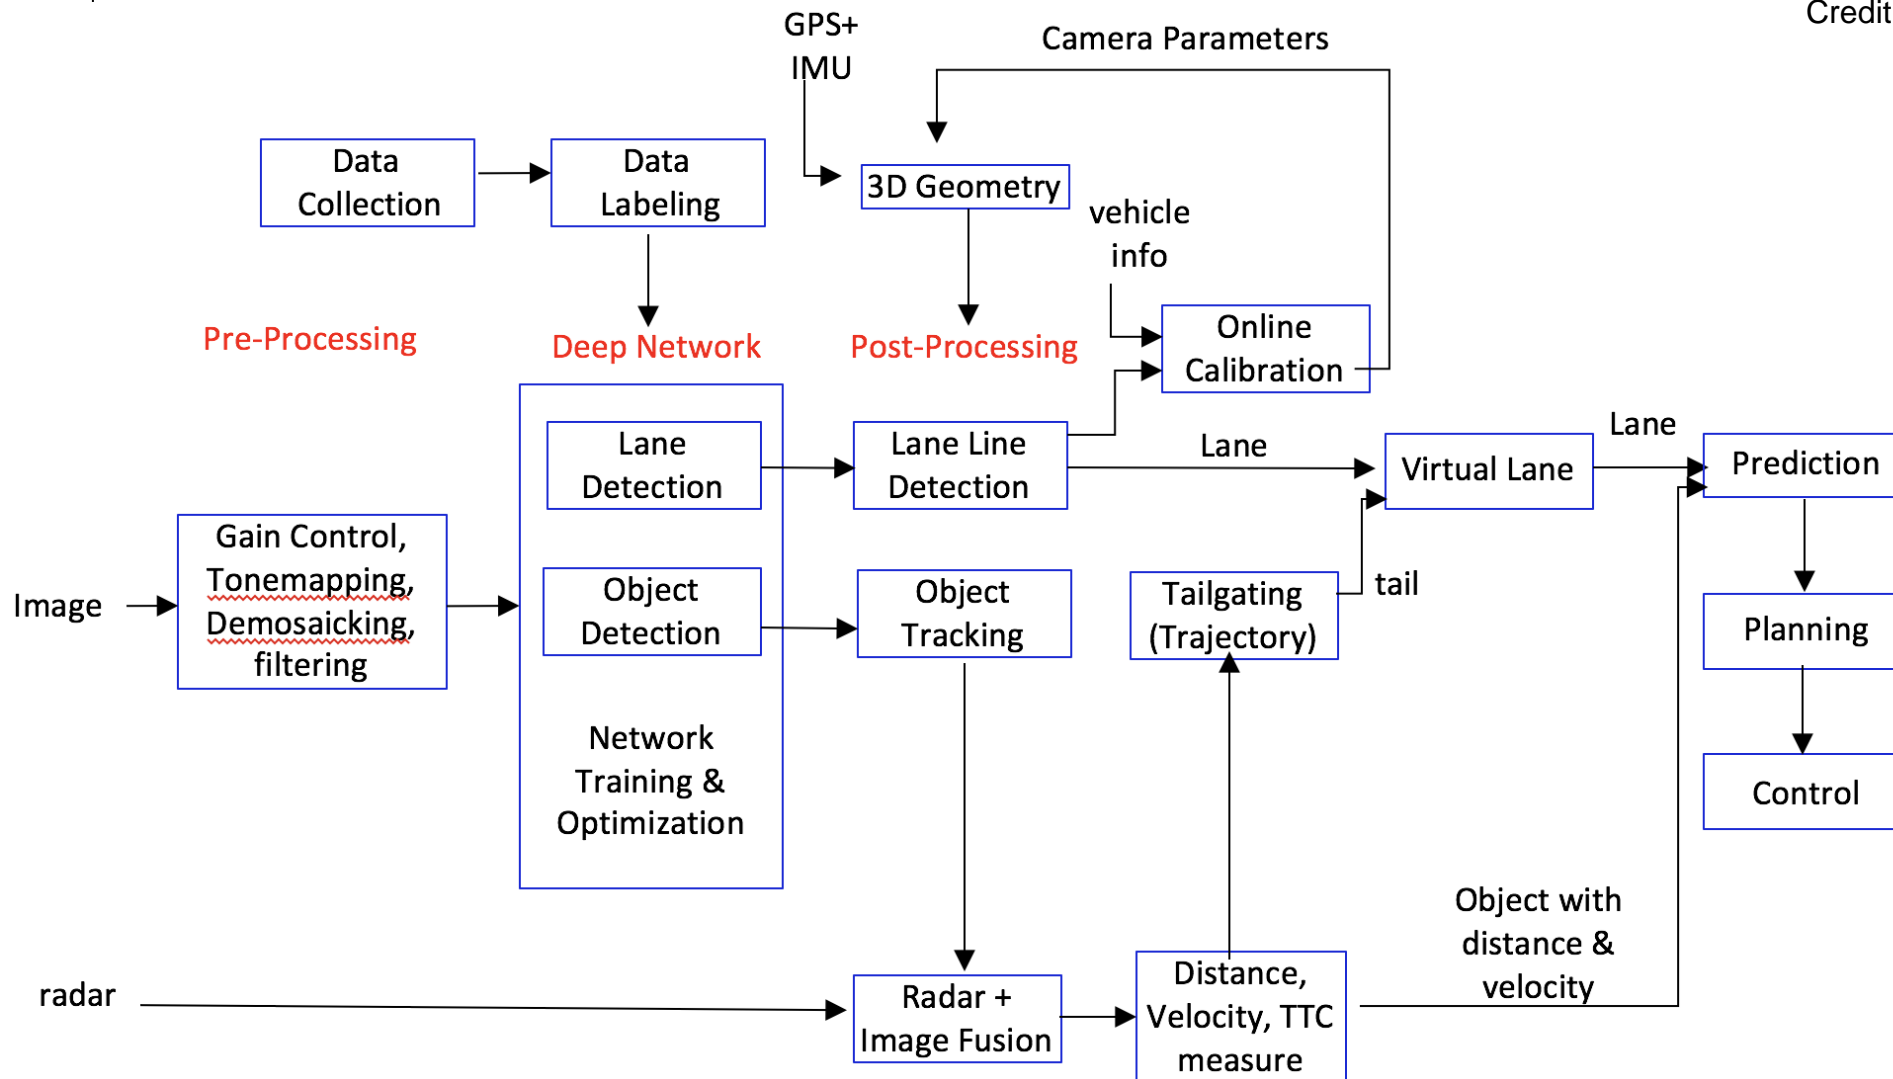 Credit
GPS+
IMU
Camera Parameters
Data
Collection
Data
Labeling
3D Geometry
vehicle
info
Pre-Processing
Deep Network
Post-Processing
Online
Calibration
Lane
Detection
Lane Line
Detection
Lane
Virtual Lane
Lane
Prediction
Image
Gain Control,
Tonemapping,
Demosaicking,
filtering
Object
Detection
Object
Tracking
Tailgating
(Trajectory)
tail
Planning
Network
Training &
Optimization
Control
Object with
distance &
velocity
radar
Radar +
Image Fusion
Distance,
Velocity, TTC
measure